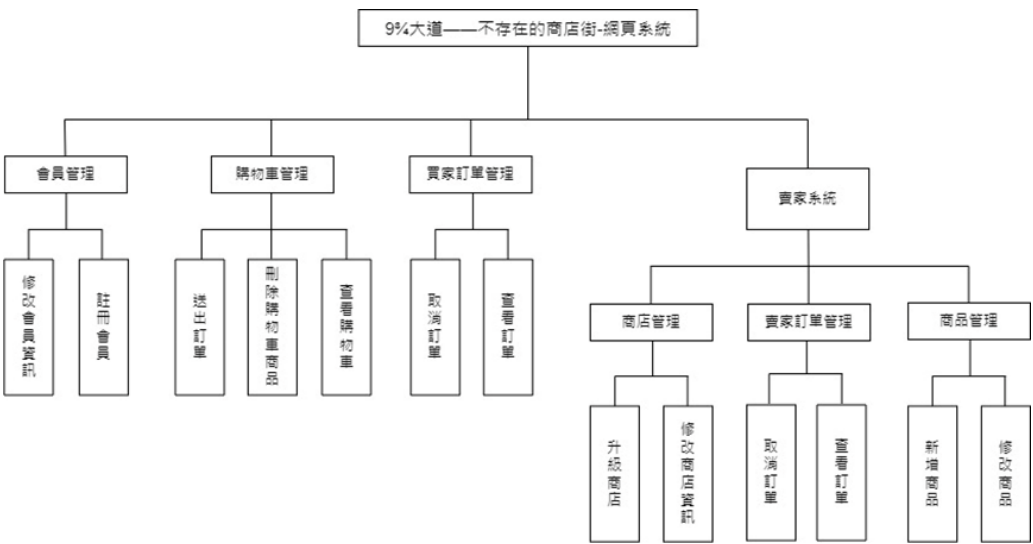 9¾大道——不存在的商店街-網頁系統
會員管理
購物車管理
買家訂單管理
賣家系統
修改會員資訊
註冊會員
送出訂單
刪除購物車商品
查看購物車
取消訂單
查看訂單
商店管理
賣家訂單管理
商品管理
升級商店
修改商店資訊
取消訂單
查看訂單
新增商品
修改商品